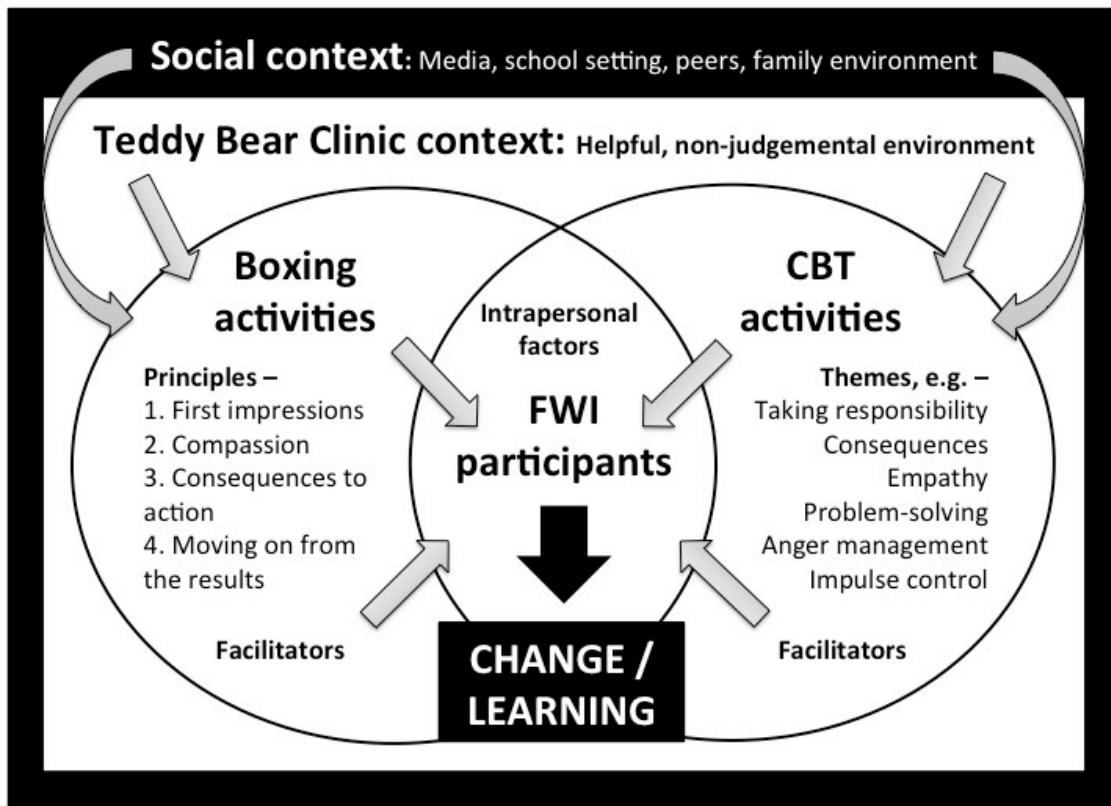 Social context: Media, school setting, peers, family environment
Teddy Bear Clinic context: Helpful, non-judgemental environment
Boxing
activities
Principles –
1. First impressions
2. Compassion
3. Consequences to
action
4. Moving on from
the results
Facilitators
Intrapersonal
factors
FWI
participants
CHANGE /
LEARNING
CBT
activities
Themes, e.g. –
Taking responsibility
Consequences
Empathy
Problem-solving
Anger management
Impulse control
Facilitators